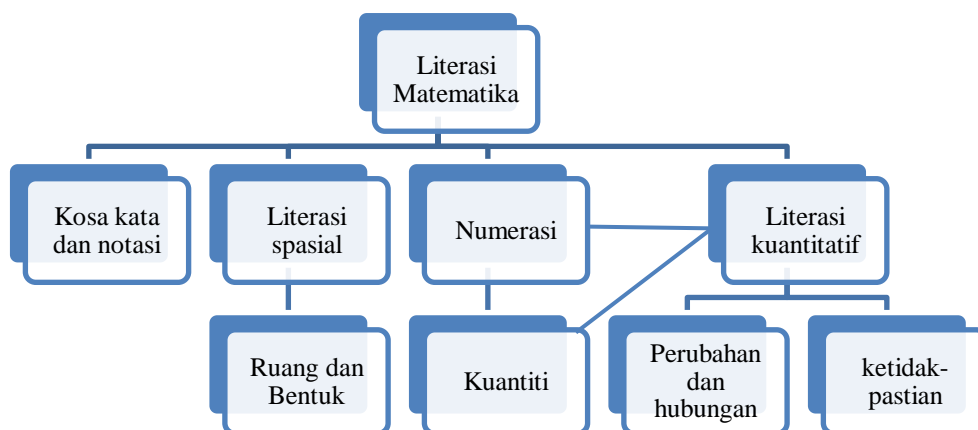 Literasi
Matematika
Kosa kata
dan notasi
Literasi
spasial
Numerasi
Literasi
kuantitatif
Ruang dan
Bentuk
Kuantiti
Perubahan
dan
hubungan
ketidak-
pastian